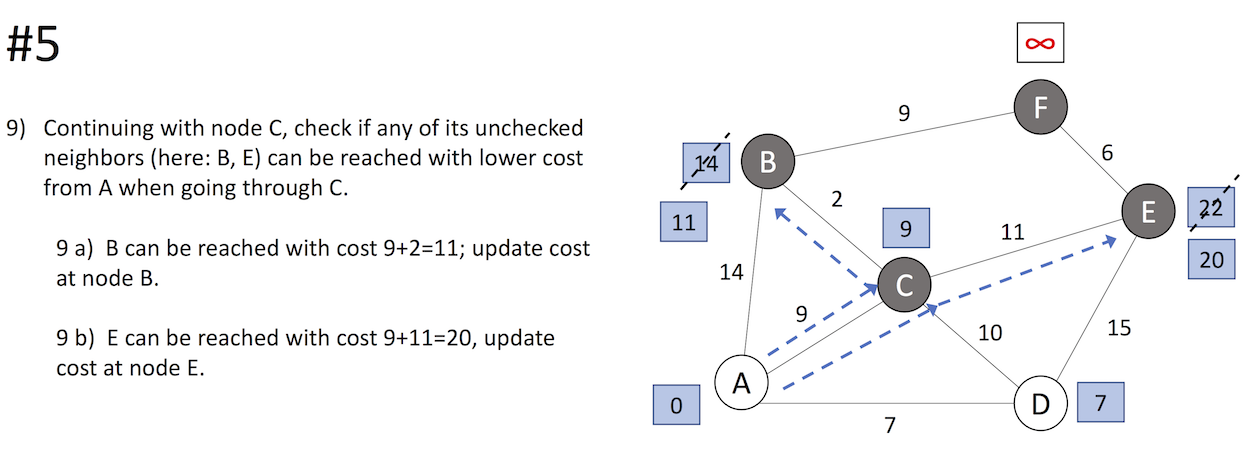 #5
9) Continuing with node C, check if any of its unchecked
neighbors (here: B, E) can be reached with lower cost
from A when going through C.
9 a) B can be reached with cost 9+2=11; update cost
at node B.
9 b) E can be reached with cost 9+11=20, update
cost at node E.
∞
F
9
6
14
B
2
E
22
11
9
11
20
14
C
9
10
15
A
0
D
7
7